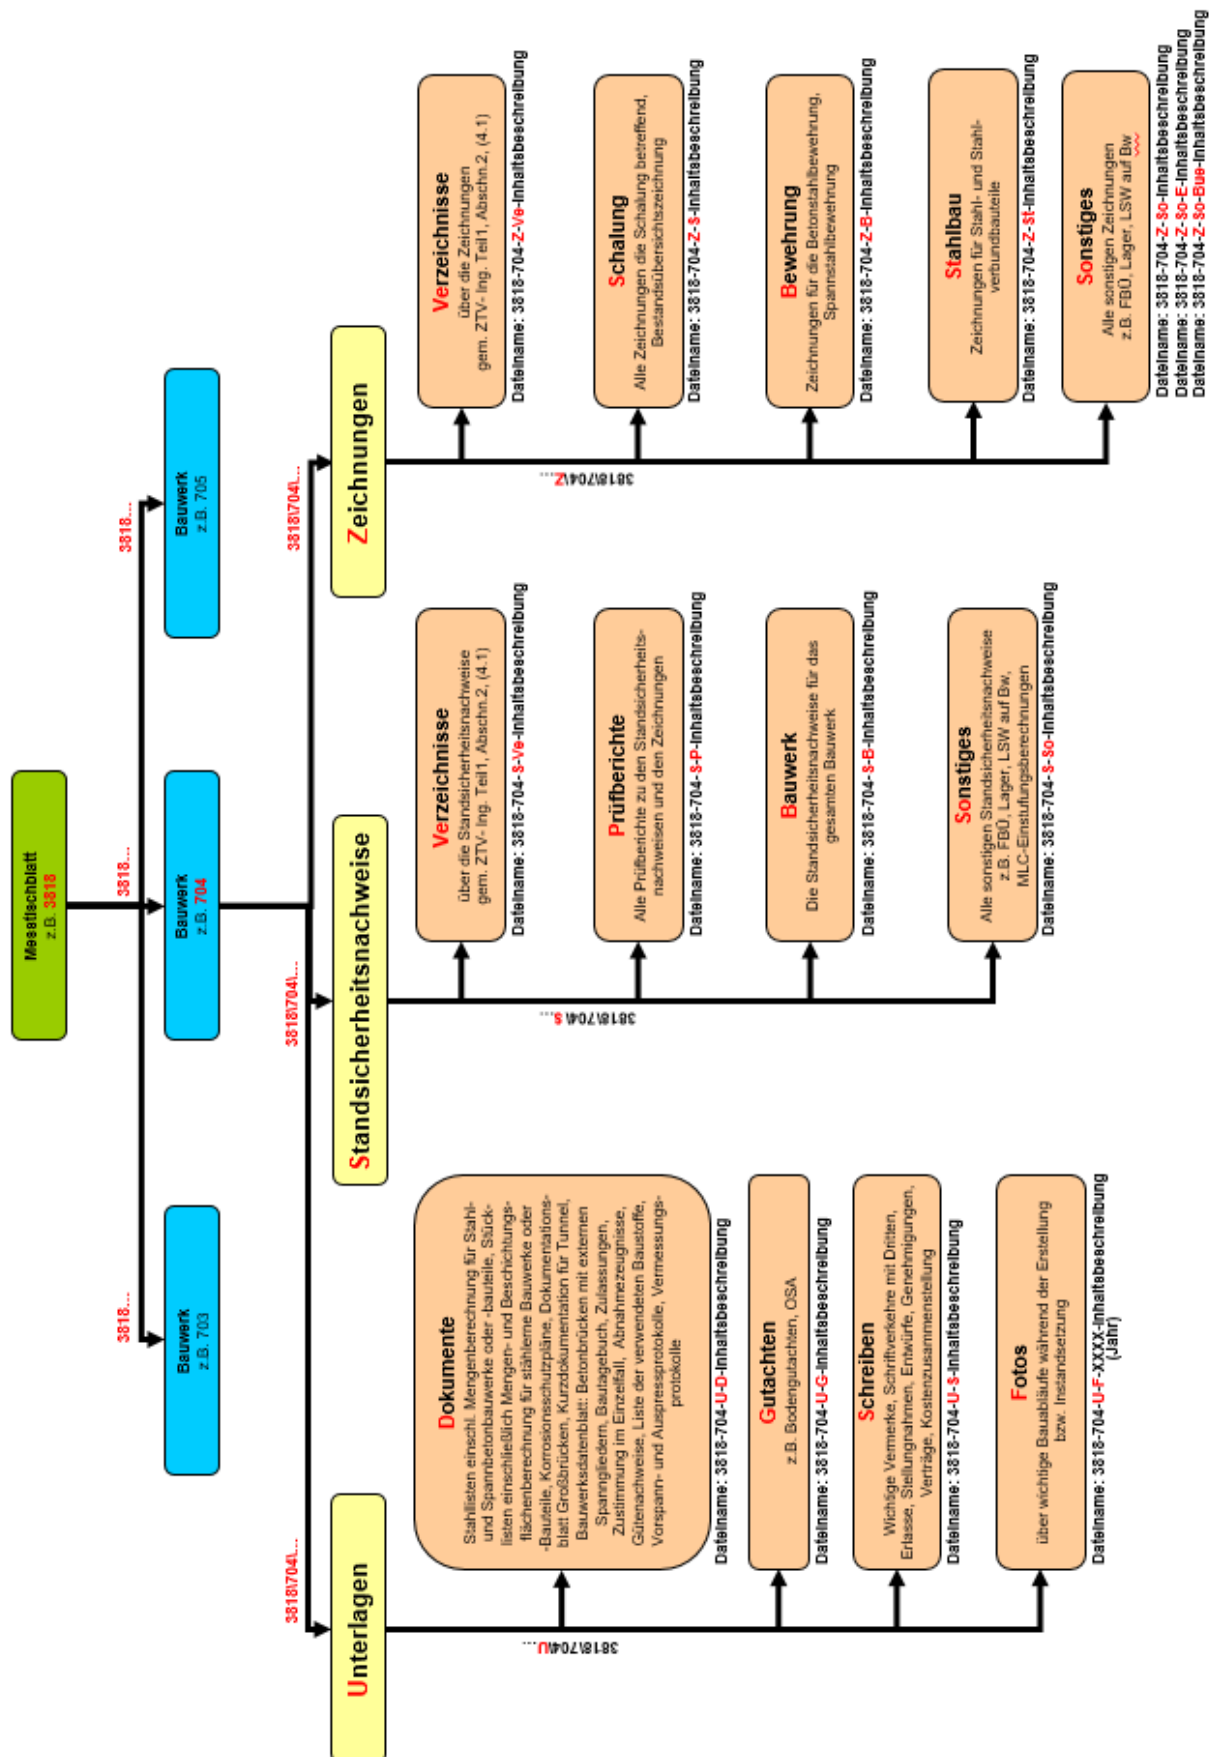 Messtischblatt
z.B. 3818
3818...
3818...
3818...
Bauwerk
z.B. 703
Bauwerk
z.B. 704
Bauwerk
z.B. 705
3818\704\...
3818\704\...
3818\704\...
Unterlagen
Standsicherheitsnachweise
Zeichnungen
3818\704\U...
Dokumente
Stahllisten einschl. Mengenberechnung für Stahl-
und Spannbetonbauwerke oder -bauteile, Stück-
listen einschließlich Mengen- und Beschichtungs-
flächenberechnung für stählerne Bauwerke oder
-Bauteile, Korrosionsschutzpläne, Dokumentations-
blatt Großbrücken, Kurzdokumentation für Tunnel,
Bauwerksdatenblatt: Betonbrücken mit externen
Spanngliedern, Bautagebuch, Zulassungen,
Zustimmung im Einzelfall, Abnahmezeugnisse,
Gütenachweise, Liste der verwendeten Baustoffe,
Vorspann- und Auspressprotokolle, Vermessungs-
protokolle
Dateiname: 3818-704-U-D-Inhaltsbeschreibung
Gutachten
z.B. Bodengutachten, OSA
Dateiname: 3818-704-U-G-Inhaltsbeschreibung
Schreiben
Wichtige Vermerke, Schriftverkehre mit Dritten,
Erlasse, Stellungnahmen, Entwürfe, Genehmigungen,
Verträge, Kostenzusammenstellung
Dateiname: 3818-704-U-S-Inhaltsbeschreibung
Fotos
über wichtige Bauabläufe während der Erstellung
bzw. Instandsetzung
Dateiname: 3818-704-U-F-XXXX-Inhaltsbeschreibung
(Jahr)
3818\704\S...
Verzeichnisse
über die Standsicherheitsnachweise
gem. ZTV- Ing. Teil1, Abschn.2, (4.1)
Dateiname: 3818-704-S-Ve-Inhaltsbeschreibung
Prüfberichte
Alle Prüfberichte zu den Standsicherheits-
nachweisen und den Zeichnungen
Dateiname: 3818-704-S-P-Inhaltsbeschreibung
Bauwerk
Die Standsicherheitsnachweise für das
gesamten Bauwerk
Dateiname: 3818-704-S-B-Inhaltsbeschreibung
Sonstiges
Alle sonstigen Standsicherheitsnachweise
z.B. FBÜ, Lager, LSW auf Bw,
MLC-Einstufungsberechnungen
Dateiname: 3818-704-S-So-Inhaltsbeschreibung
3818\704\Z...
Verzeichnisse
über die Zeichnungen
gem. ZTV- Ing. Teil1, Abschn.2, (4.1)
Dateiname: 3818-704-Z-Ve-Inhaltsbeschreibung
Schalung
Alle Zeichnungen die Schalung betreffend,
Bestandsübersichtszeichnung
Dateiname: 3818-704-Z-S-Inhaltsbeschreibung
Bewehrung
Zeichnungen für die Betonstahlbewehrung,
Spannstahlbewehrung
Dateiname: 3818-704-Z-B-Inhaltsbeschreibung
Stahlbau
Zeichnungen für Stahl- und Stahl-
verbundbauteile
Dateiname: 3818-704-Z-St-Inhaltsbeschreibung
Sonstiges
Alle sonstigen Zeichnungen
z.B. FBÜ, Lager, LSW auf Bw
Dateiname: 3818-704-Z-So-Inhaltsbeschreibung
Dateiname: 3818-704-Z-So-E-Inhaltsbeschreibung
Dateiname: 3818-704-Z-So-Bue-Inhaltsbeschreibung